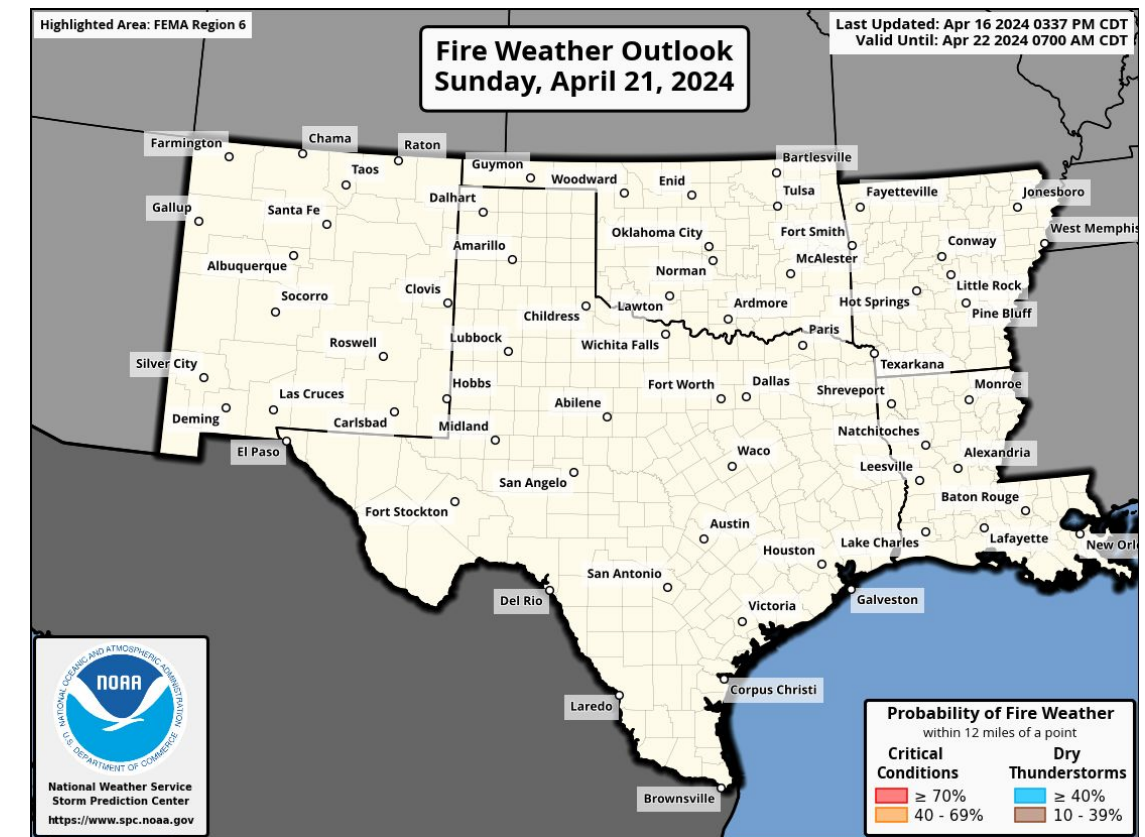 Highlighted Area: FEMA Region 6
Fire Weather Outlook
Sunday, April 21, 2024
Last Updated: Apr 16 2024 0337 PM CDT
Valid Until: Apr 22 2024 0700 AM CDT
Farmington
Chama
Raton
Guymon
Bartlesville
Taos
Woodward
Enid
Tulsa
Fayetteville
Jonesboro
Gallup
Santa Fe
Dalhart
Oklahoma City
Fort Smith
West Memphis
Albuquerque
Amarillo
Norman
McAlester
Conway
Socorro
Clovis
Childress
Lawton
Ardmore
Hot Springs
Little Rock
Pine Bluff
Roswell
Lubbock
Wichita Falls
Paris
Texarkana
Silver City
Las Cruces
Hobbs
Abilene
Fort Worth
Dallas
Shreveport
Monroe
Deming
Carlsbad
Midland
Natchitoches
El Paso
San Angelo
Waco
Leesville
Alexandria
Fort Stockton
Austin
Baton Rouge
Houston
Lake Charles
Lafayette
New Orl
San Antonio
Del Rio
Victoria
Galveston
Laredo
Corpus Christi
Brownsville
NATIONAL OCEANIC AND ATMOSPHERIC ADMINISTRATION
NOAA
U.S. DEPARTMENT OF COMMERCE
National Weather Service
Storm Prediction Center
https://www.spc.noaa.gov
Probability of Fire Weather
within 12 miles of a point
Critical Conditions
≥ 70%
40 - 69%
Dry Thunderstorms
≥ 40%
10 - 39%